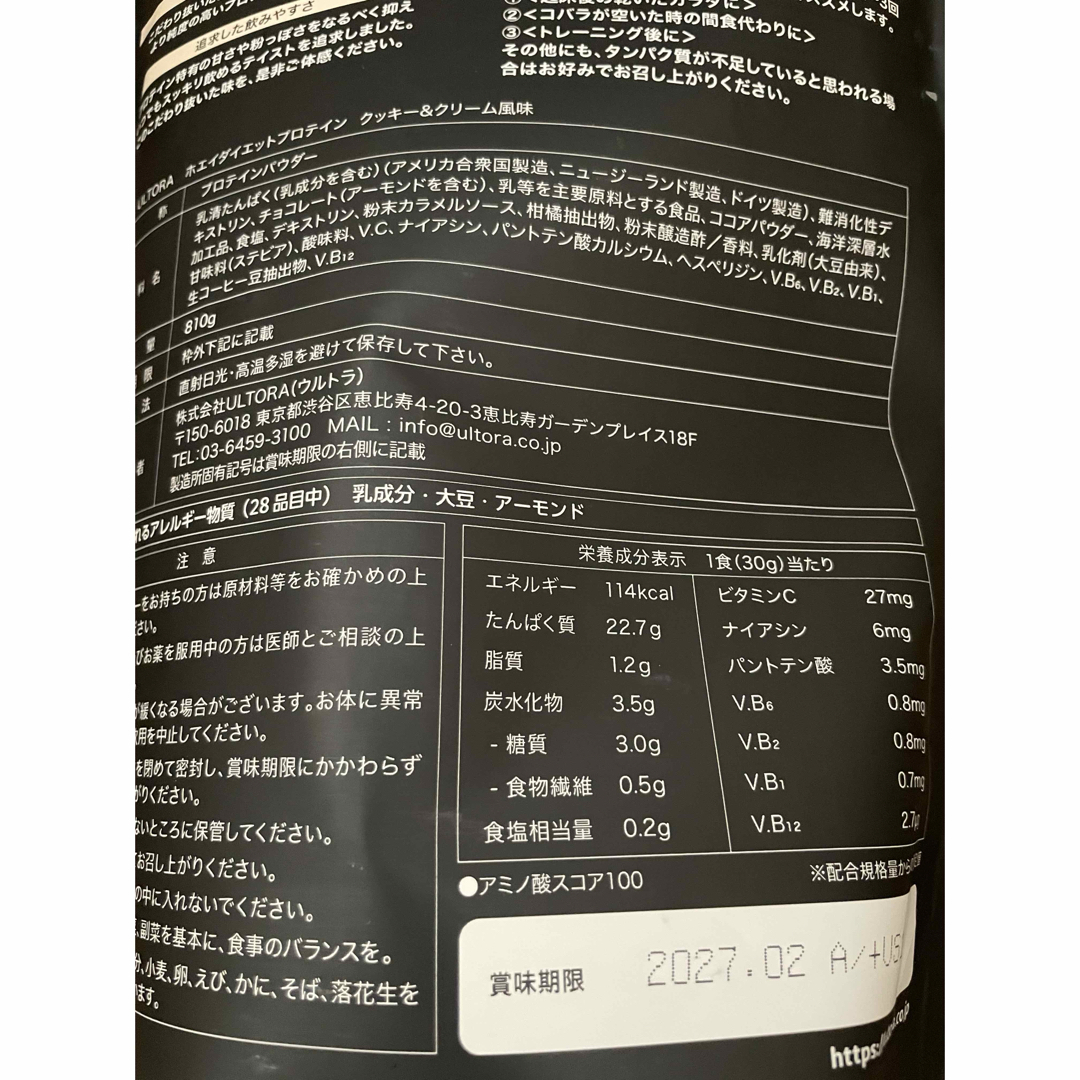 より純度の高いプロ
追求した飲みやすさ
プロテイン特有の甘さや粉っぽさをなるべく抑え
でもスッキリ飲めるテイストを追求しました。
こだわり抜いた味を、是非ご体感ください。
ススメします。
②<コバラが空いた時の間食代わりに>
③<トレーニング後に>
その他にも、タンパク質が不足していると思われる場
合はお好みでお召し上がりください。
ULTORA ホエイダイエットプロテイン クッキー&クリーム風味
称 プロテインパウダー
料名 乳清たんぱく(乳成分を含む)(アメリカ合衆国製造、ニュージーランド製造、ドイツ製造)、難消化性デ
キストリン、チョコレート(アーモンドを含む)、乳等を主要原料とする食品、ココアパウダー、海洋深層水
加工品、食塩、デキストリン、粉末カラメルソース、柑橘抽出物、粉末醸造酢/香料、乳化剤(大豆由来)、
甘味料(ステビア)、酸味料、V.C、ナイアシン、パントテン酸カルシウム、ヘスペリジン、V.B6、V.B2、V.B1、
生コーヒー豆抽出物、V.B12
量 810g
限 枠外下記に記載
法 直射日光・高温多湿を避けて保存して下さい。
者 株式会社ULTORA(ウルトラ)
〒150-6018 東京都渋谷区恵比寿4-20-3恵比寿ガーデンプレイス18F
TEL:03-6459-3100 MAIL:info@ultora.co.jp
製造所固有記号は賞味期限の右側に記載
れるアレルギー物質(28品目中) 乳成分・大豆・アーモンド
注意
ーをお持ちの方は原材料等をお確かめの上
ださい。
びお薬を服用中の方は医師とご相談の上
が緩くなる場合がございます。お体に異常
用を中止してください。
を閉めて密封し、賞味期限にかかわらず
がりください。
ないところに保管してください。
お召し上がりください。
の中に入れないでください。
副菜を基本に、食事のバランスを。
分、小麦、卵、えび、かに、そば、落花生を
ます。
栄養成分表示 1食(30g)当たり
エネルギー 114kcal
たんぱく質 22.7g
脂質 1.2g
炭水化物 3.5g
- 糖質 3.0g
- 食物繊維 0.5g
食塩相当量 0.2g
ビタミンC 27mg
ナイアシン 6mg
パントテン酸 3.5mg
V.B6 0.8mg
V.B2 0.8mg
V.B1 0.7mg
V.B12 2.7μ
※配合規格量からの
●アミノ酸スコア100
賞味期限 2027.02 A/+US
https: